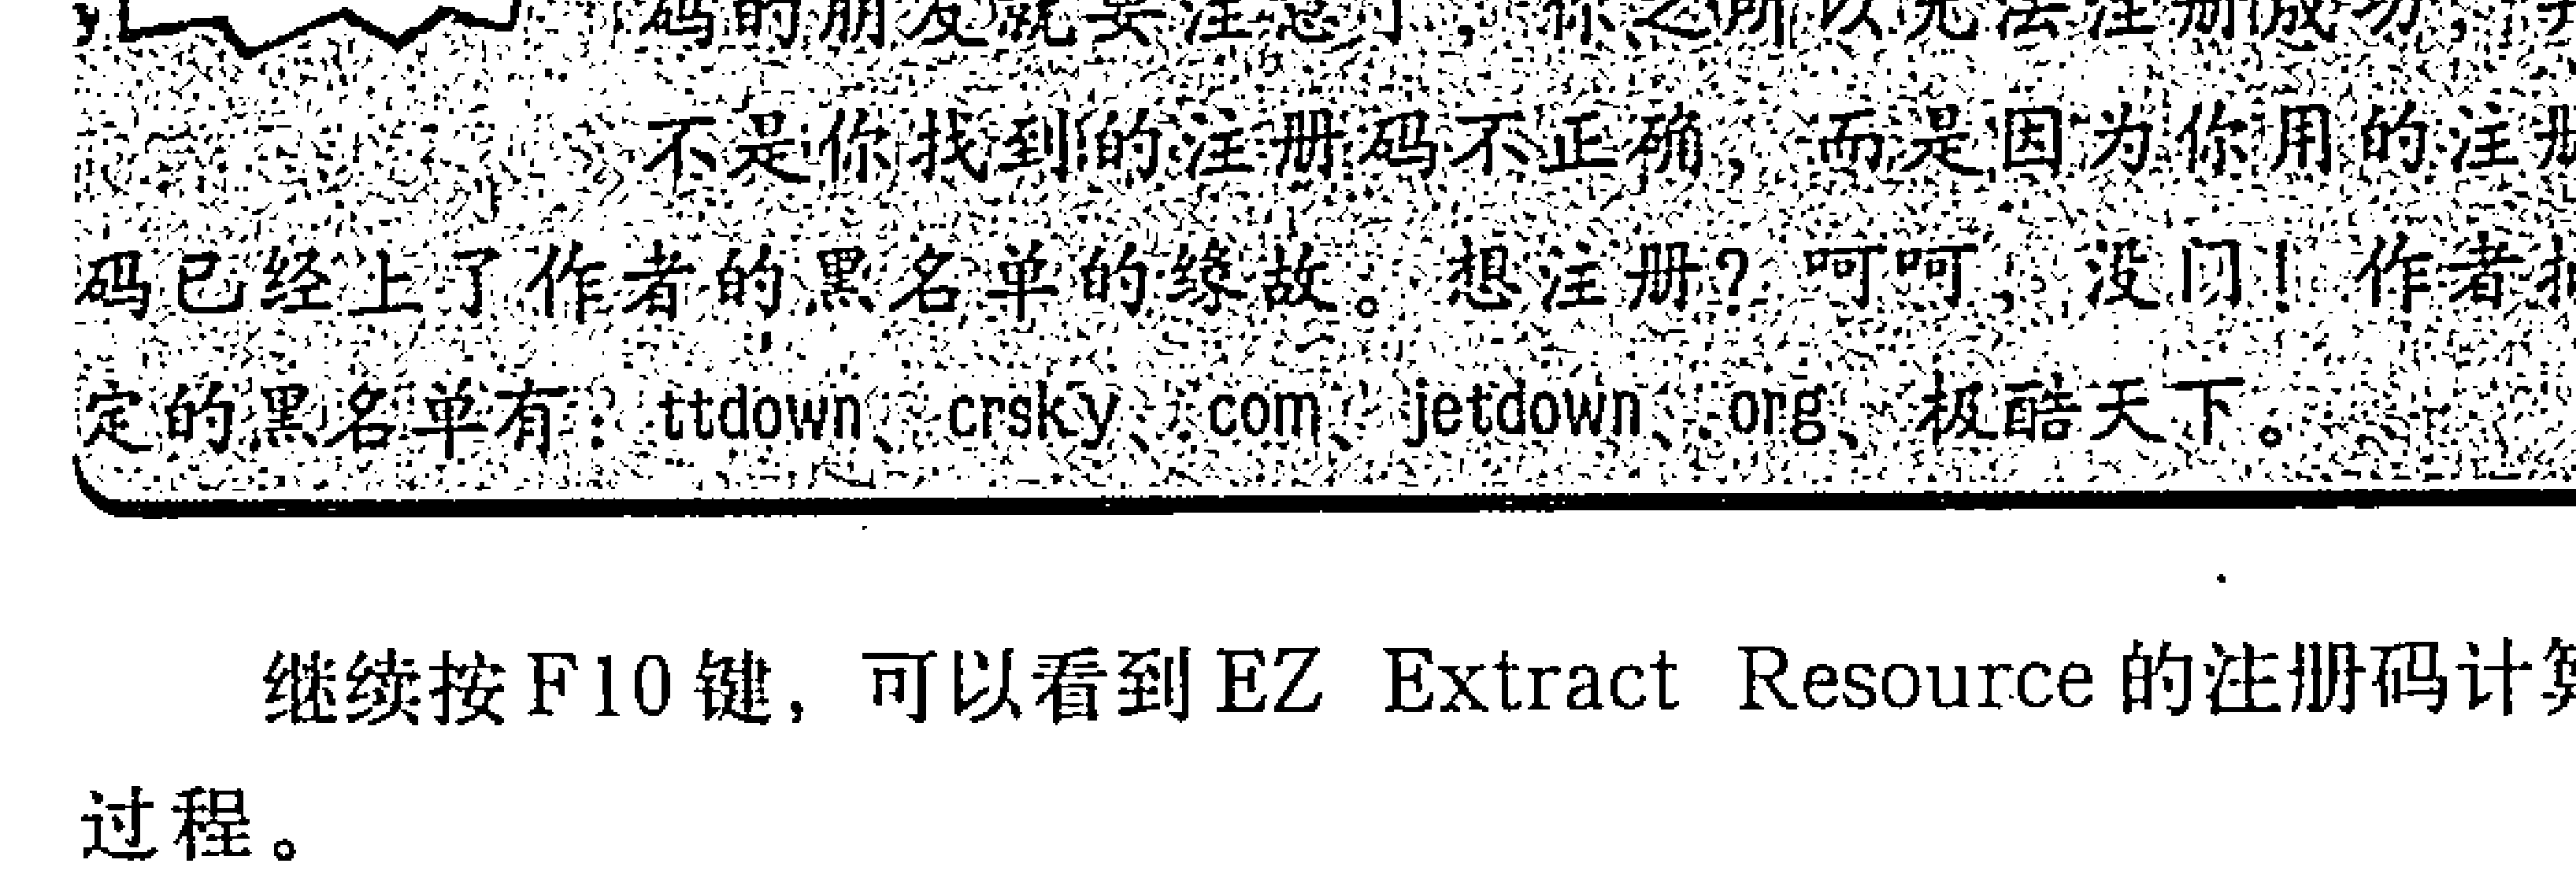 码的朋友就要注意了，你之所以无法注册成功，并
不是你找到的注册码不正确，而是因为你用的注册
码已经上了作者的黑名单的缘故。想注册？呵呵，没门！作者
定的黑名单有：ttdown、crsky、.com、jetdown、.org、极酷天下。
继续按F10键，可以看到EZ Extract Resource的注册码计算
过程。